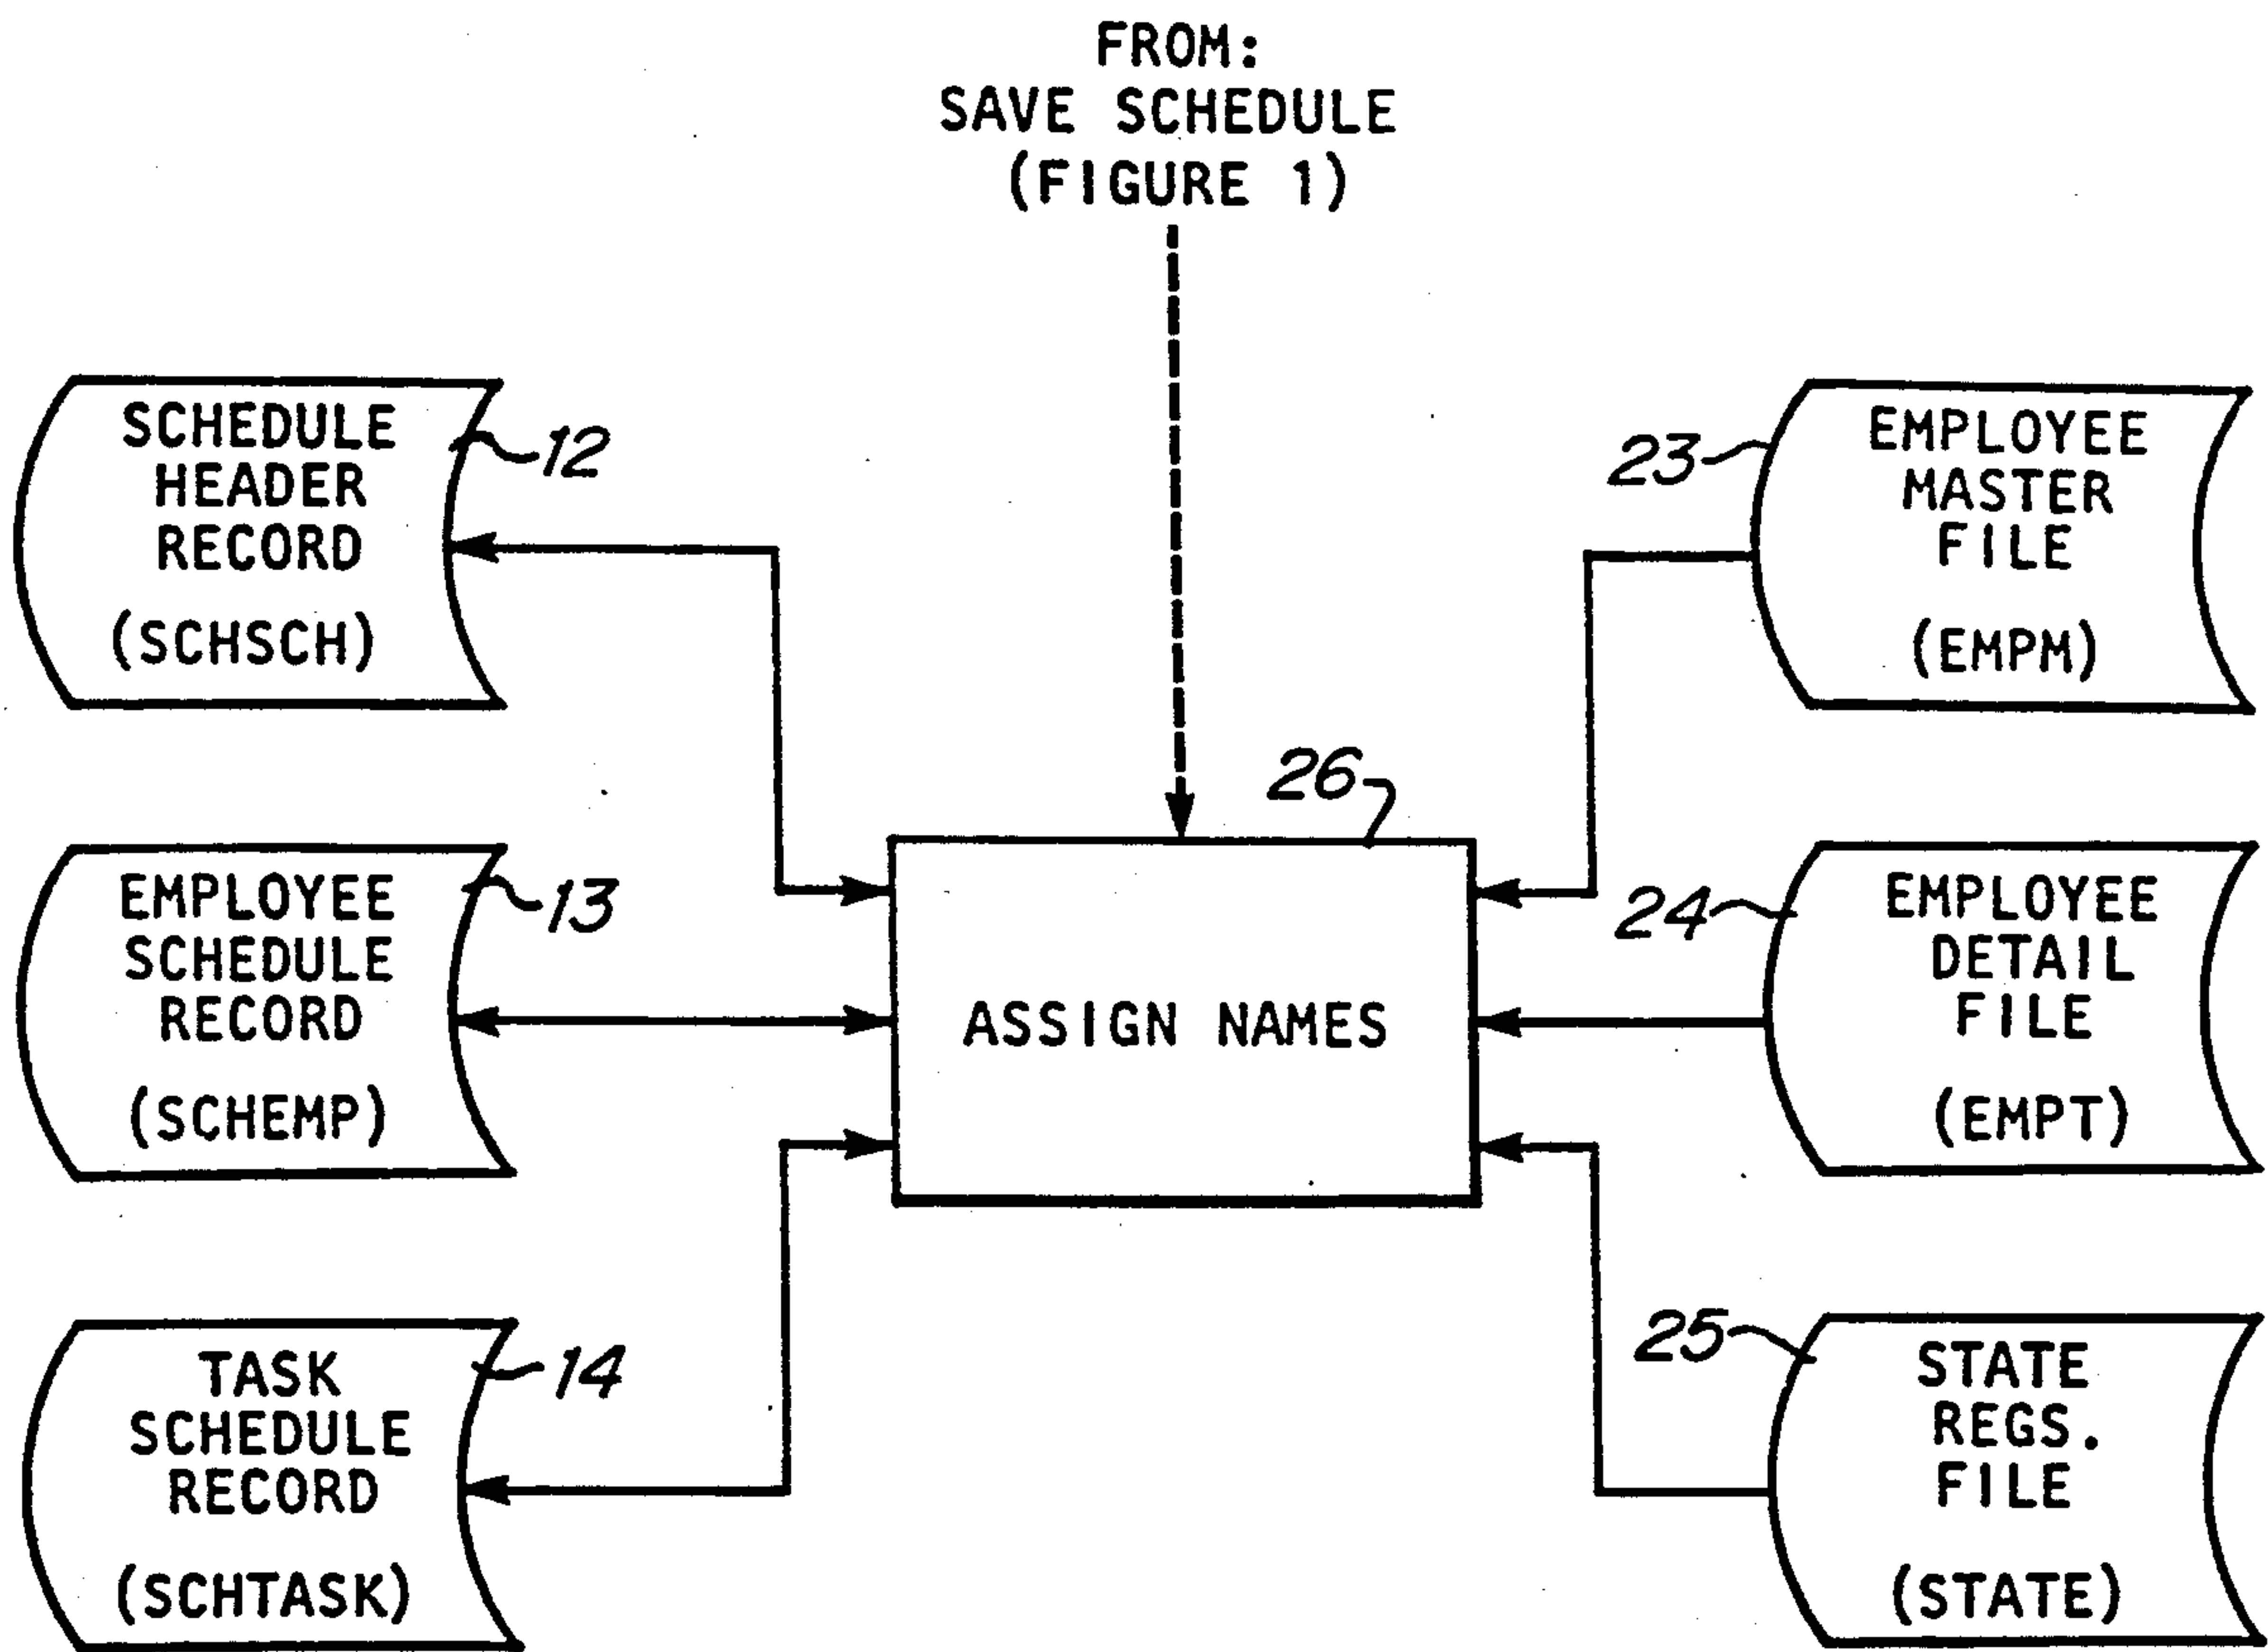 FROM:
SAVE SCHEDULE
(FIGURE 1)
SCHEDULE
HEADER
RECORD
(SCHSCH)
12
23
EMPLOYEE
MASTER
FILE
(EMPM)
26
EMPLOYEE
SCHEDULE
RECORD
(SCHEMP)
13
ASSIGN NAMES
24
EMPLOYEE
DETAIL
FILE
(EMPT)
TASK
SCHEDULE
RECORD
(SCHTASK)
14
25
STATE
REGS.
FILE
(STATE)